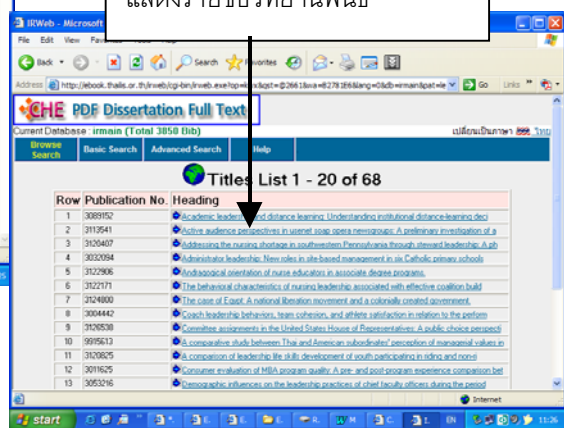 แสดงรายชื่อวิทยานิพนธ์
IRWeb - Microsoft
File Edit View Favorites
Back Search Favorites
Address Go Links
CHE PDF Dissertation Full Text
Current Database : irmain (Total 3850 Bib) เปลี่ยนเป็นภาษา ไทย
Browse Search Basic Search Advanced Search Help
Titles List 1 - 20 of 68
Row Publication No. Heading
1 3089152 Academic leadership and distance learning: Understanding institutional distance-learning deci
2 3113541 Active audience perspectives in usenet soap opera newsgroups: A preliminary investigation of a
3 3120407 Addressing the nursing shortage in southwestern Pennsylvania through steward leadership: A ph
4 3032094 Administrator leadership: New roles in site-based management in six Catholic primary schools
5 3122906 Andragogical orientation of nurse educators in associate degree programs.
6 3122171 The behavioral characteristics of nursing leadership associated with effective coalition build
7 3124800 The case of Egypt: A national liberation movement and a colonially created government.
8 3004442 Coach leadership behaviors, team cohesion, and athlete satisfaction in relation to the perform
9 3126538 Committee assignments in the United States House of Representatives: A public choice perspecti
10 9915613 A comparative study between Thai and American subordinates' perception of managerial values in
11 3120825 A comparison of leadership life skills development of youth participating in riding and non-ri
12 3011625 Consumer evaluation of MBA program quality: A pre- and post-program experience comparison bet
13 3053216 Demographic influences on the leadership practices of chief faculty officers during the period
Internet
start EN 11:26